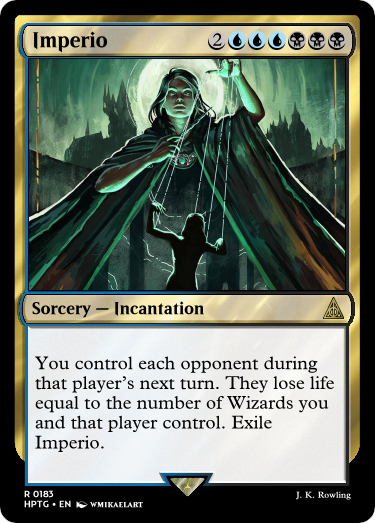 Imperio 2
Sorcery — Incantation
You control each opponent during
that player's next turn. They lose life
equal to the number of Wizards you
and that player control. Exile
Imperio.
R 0183
HPTG • EN WMIKAELART
J. K. Rowling